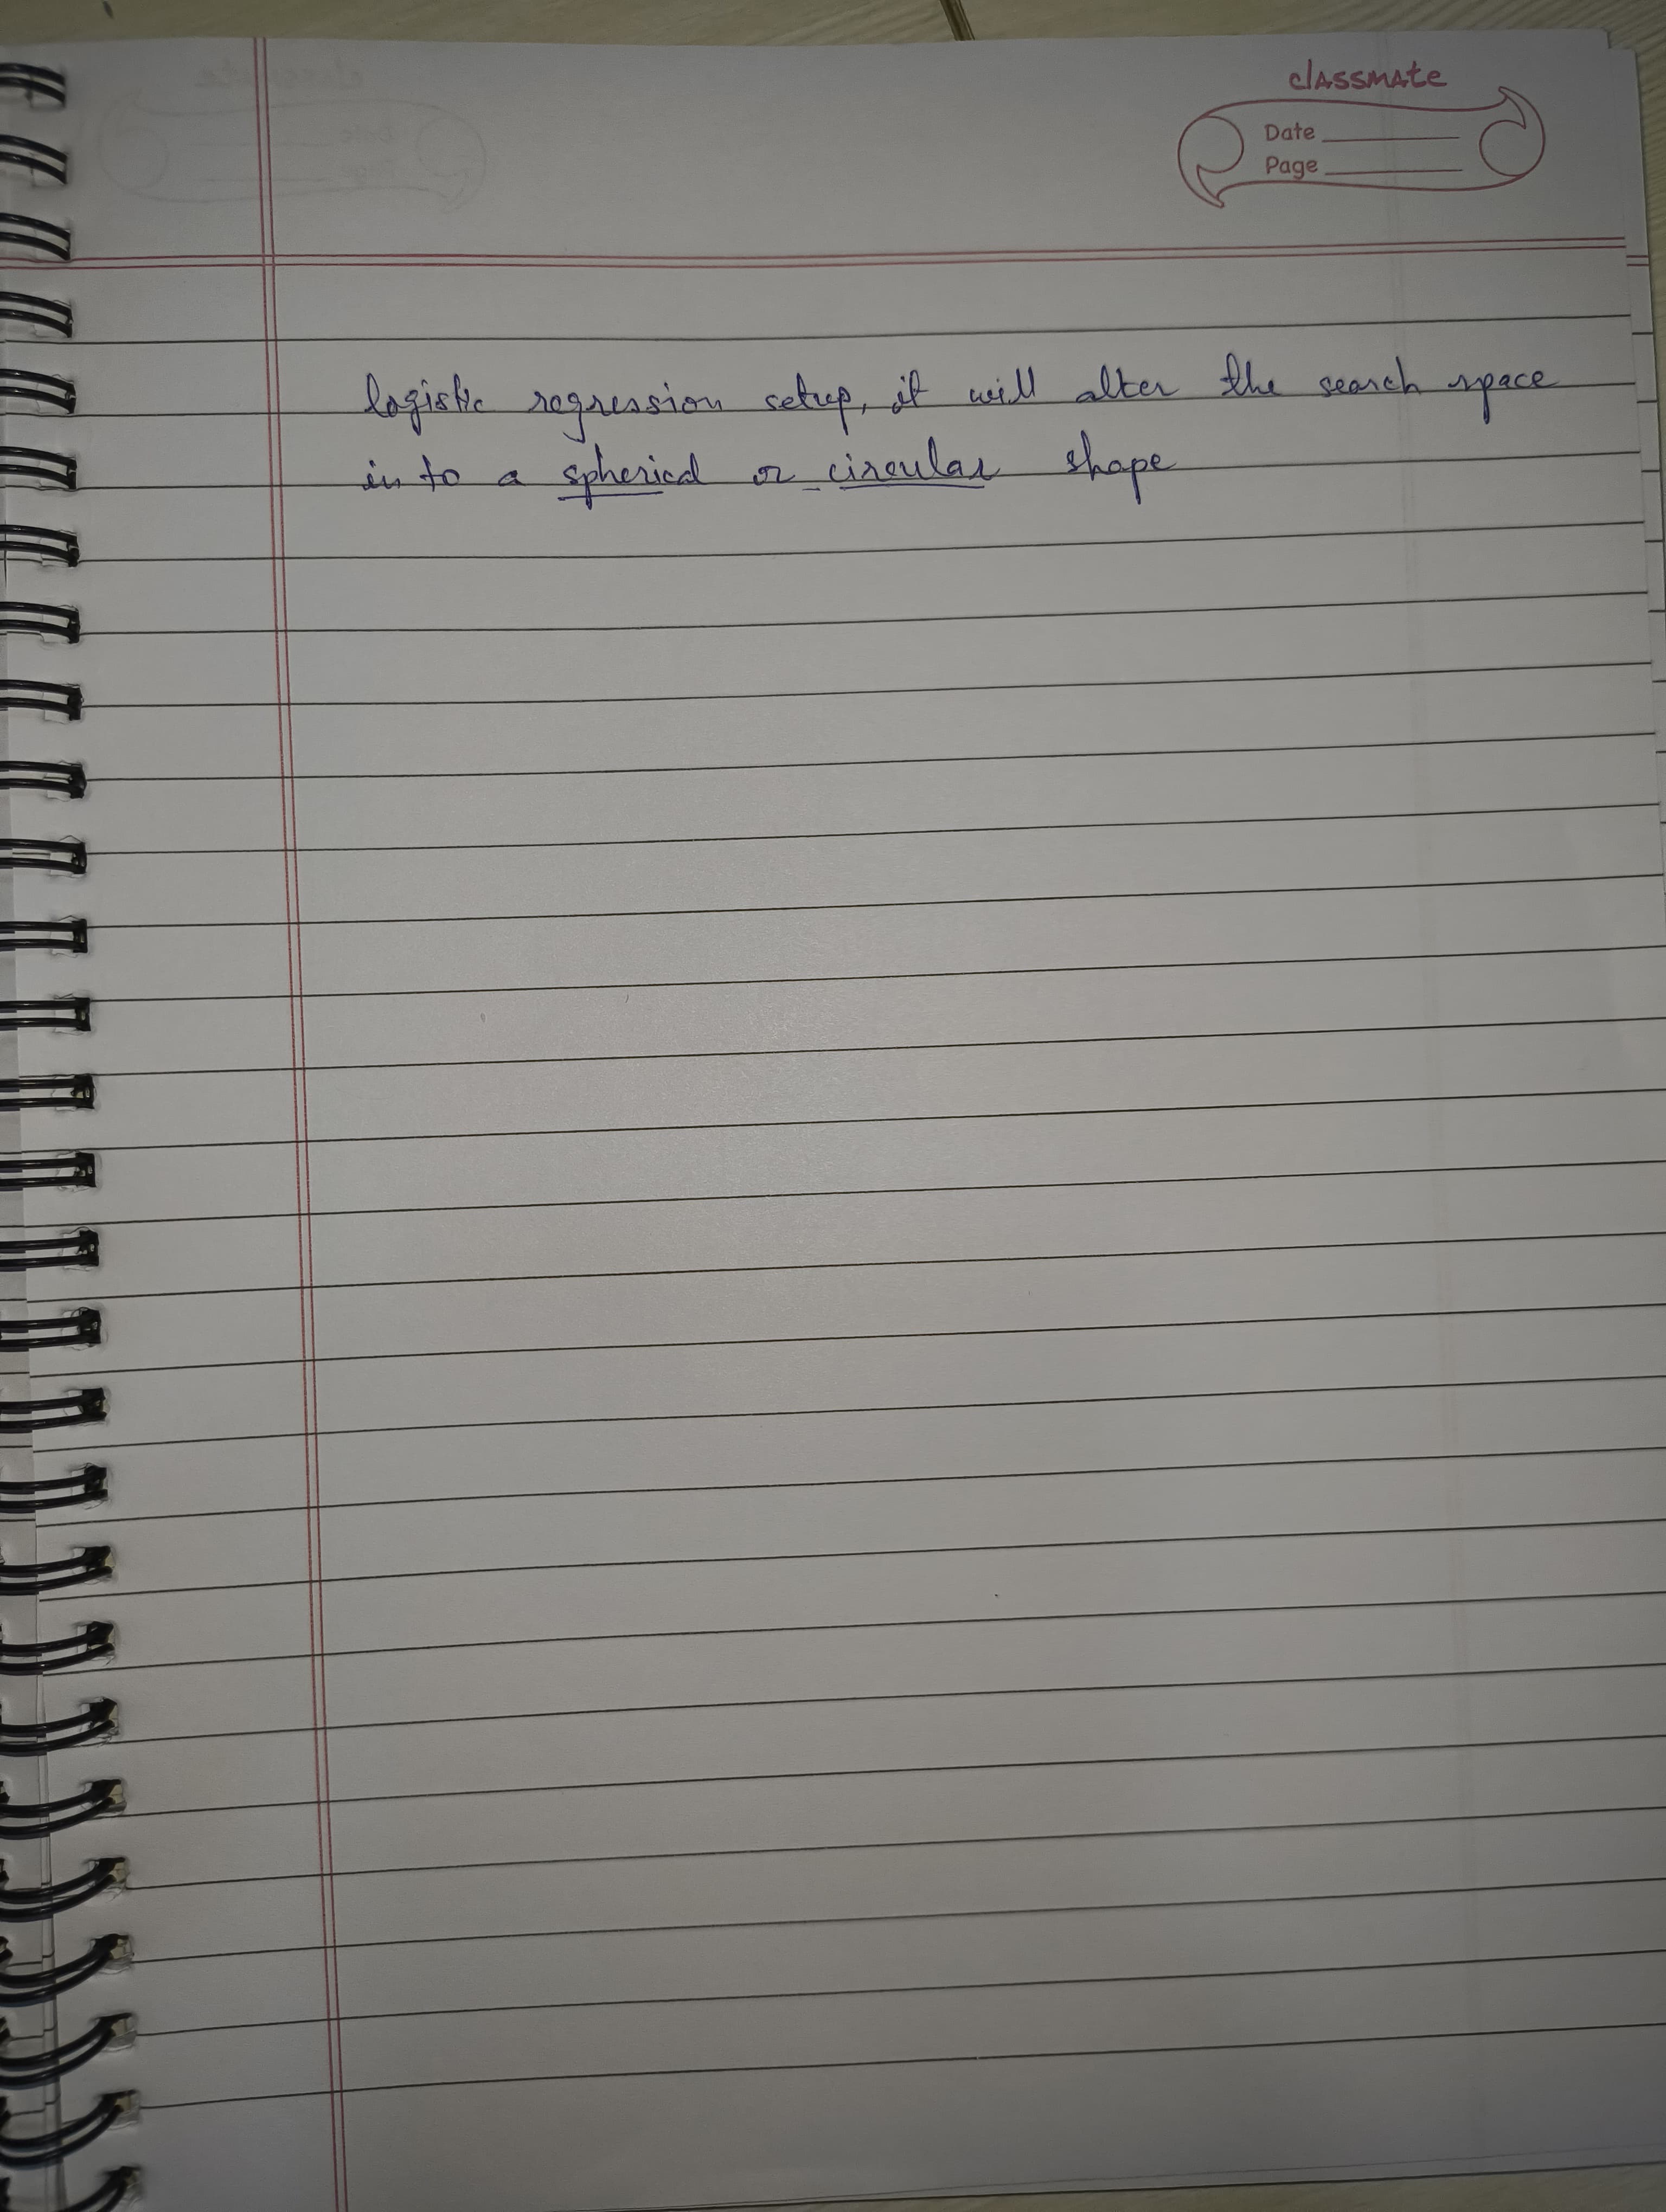 classmate
Date
Page
logistic regression setup, it will alter the search space
in to a spherical or circular shape